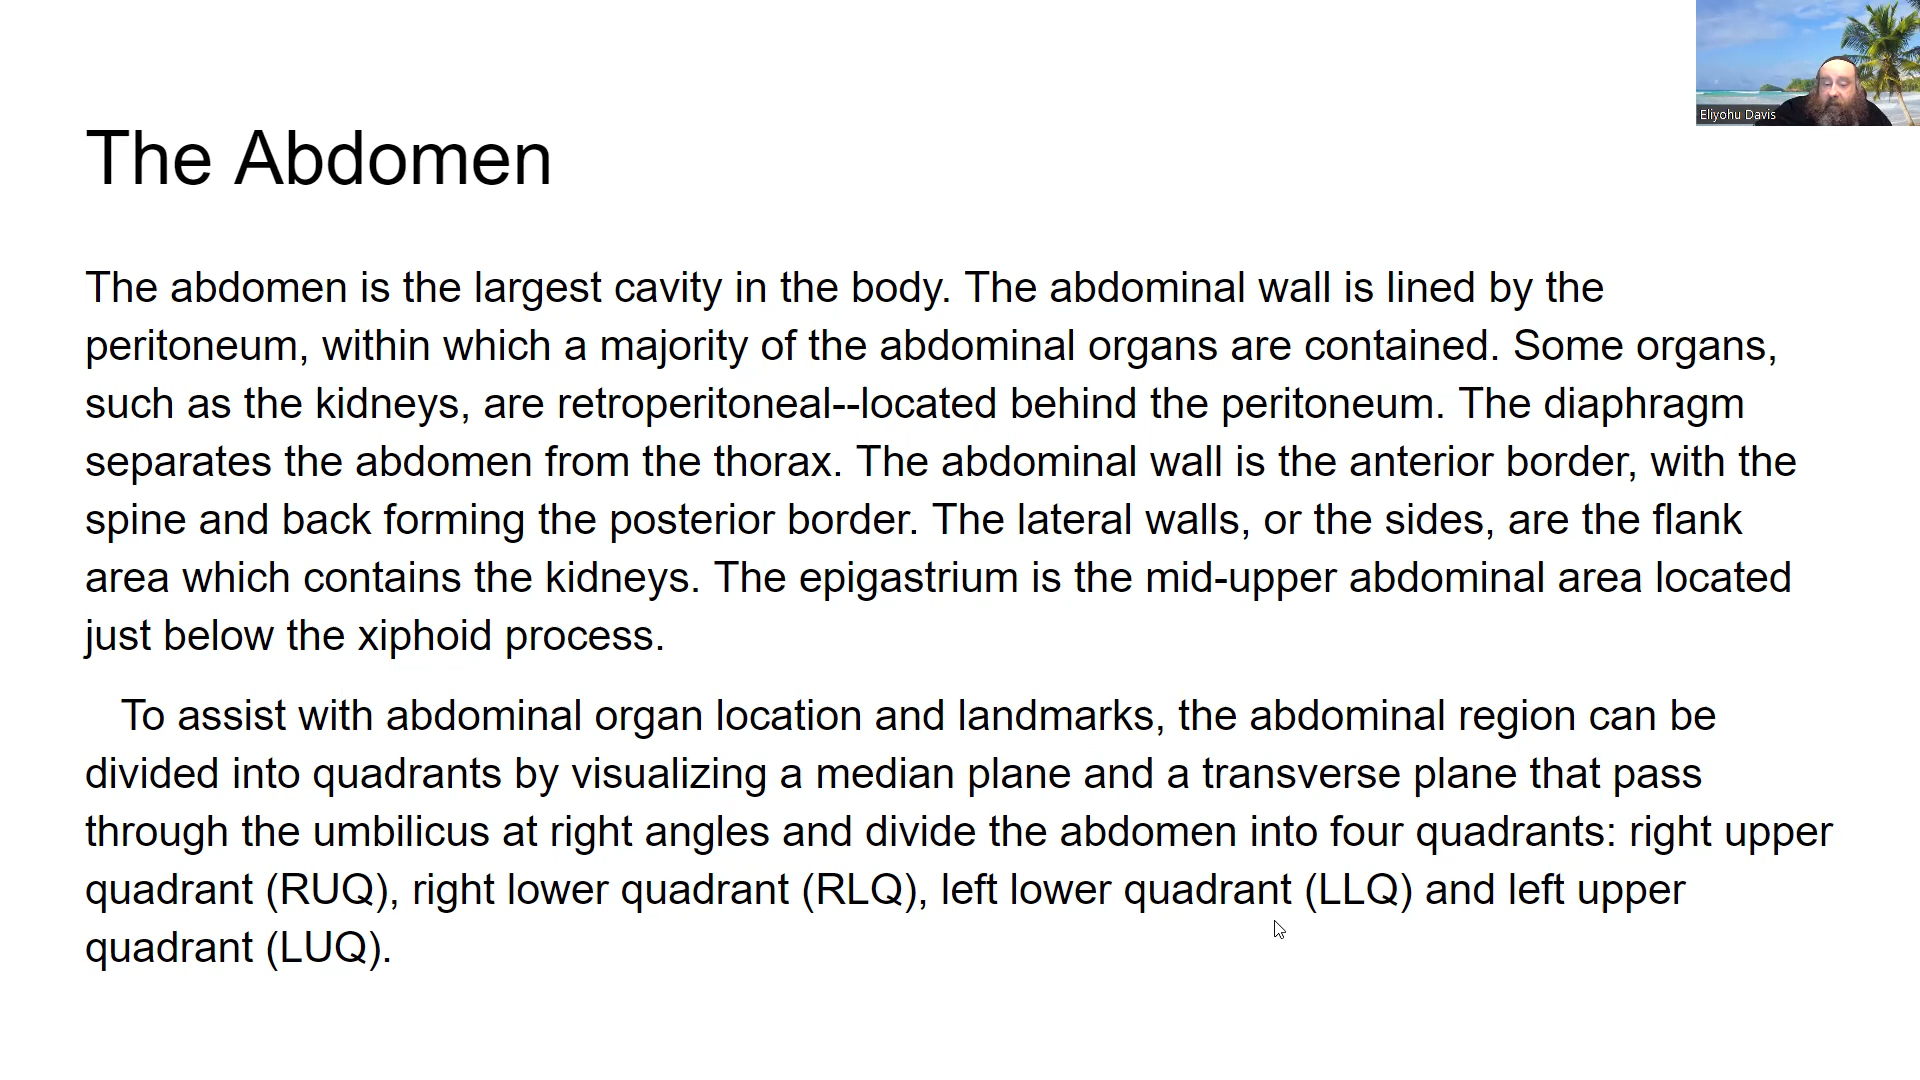 Eliyohu Davis
The Abdomen
The abdomen is the largest cavity in the body. The abdominal wall is lined by the
peritoneum, within which a majority of the abdominal organs are contained. Some organs,
such as the kidneys, are retroperitoneal--located behind the peritoneum. The diaphragm
separates the abdomen from the thorax. The abdominal wall is the anterior border, with the
spine and back forming the posterior border. The lateral walls, or the sides, are the flank
area which contains the kidneys. The epigastrium is the mid-upper abdominal area located
just below the xiphoid process.
To assist with abdominal organ location and landmarks, the abdominal region can be
divided into quadrants by visualizing a median plane and a transverse plane that pass
through the umbilicus at right angles and divide the abdomen into four quadrants: right upper
quadrant (RUQ), right lower quadrant (RLQ), left lower quadrant (LLQ) and left upper
quadrant (LUQ).